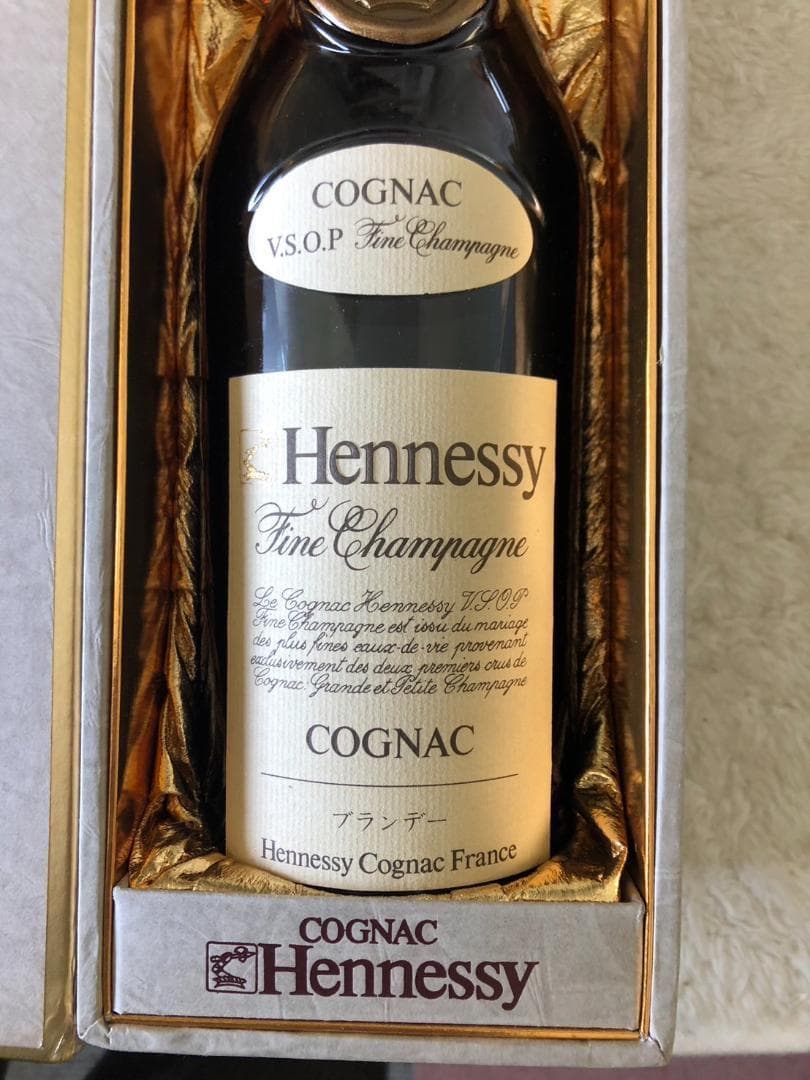 COGNAC
V.S.O.P Fine Champagne
Hennessy
Fine Champagne
Le Cognac Hennessy V.S.O.P
Fine Champagne est issu du mariage
des plus fines eaux-de-vie provenant
exclusivement des deux premiers crus de
Cognac: Grande et Petite Champagne
COGNAC
ブランデー
Hennessy Cognac France
COGNAC
Hennessy